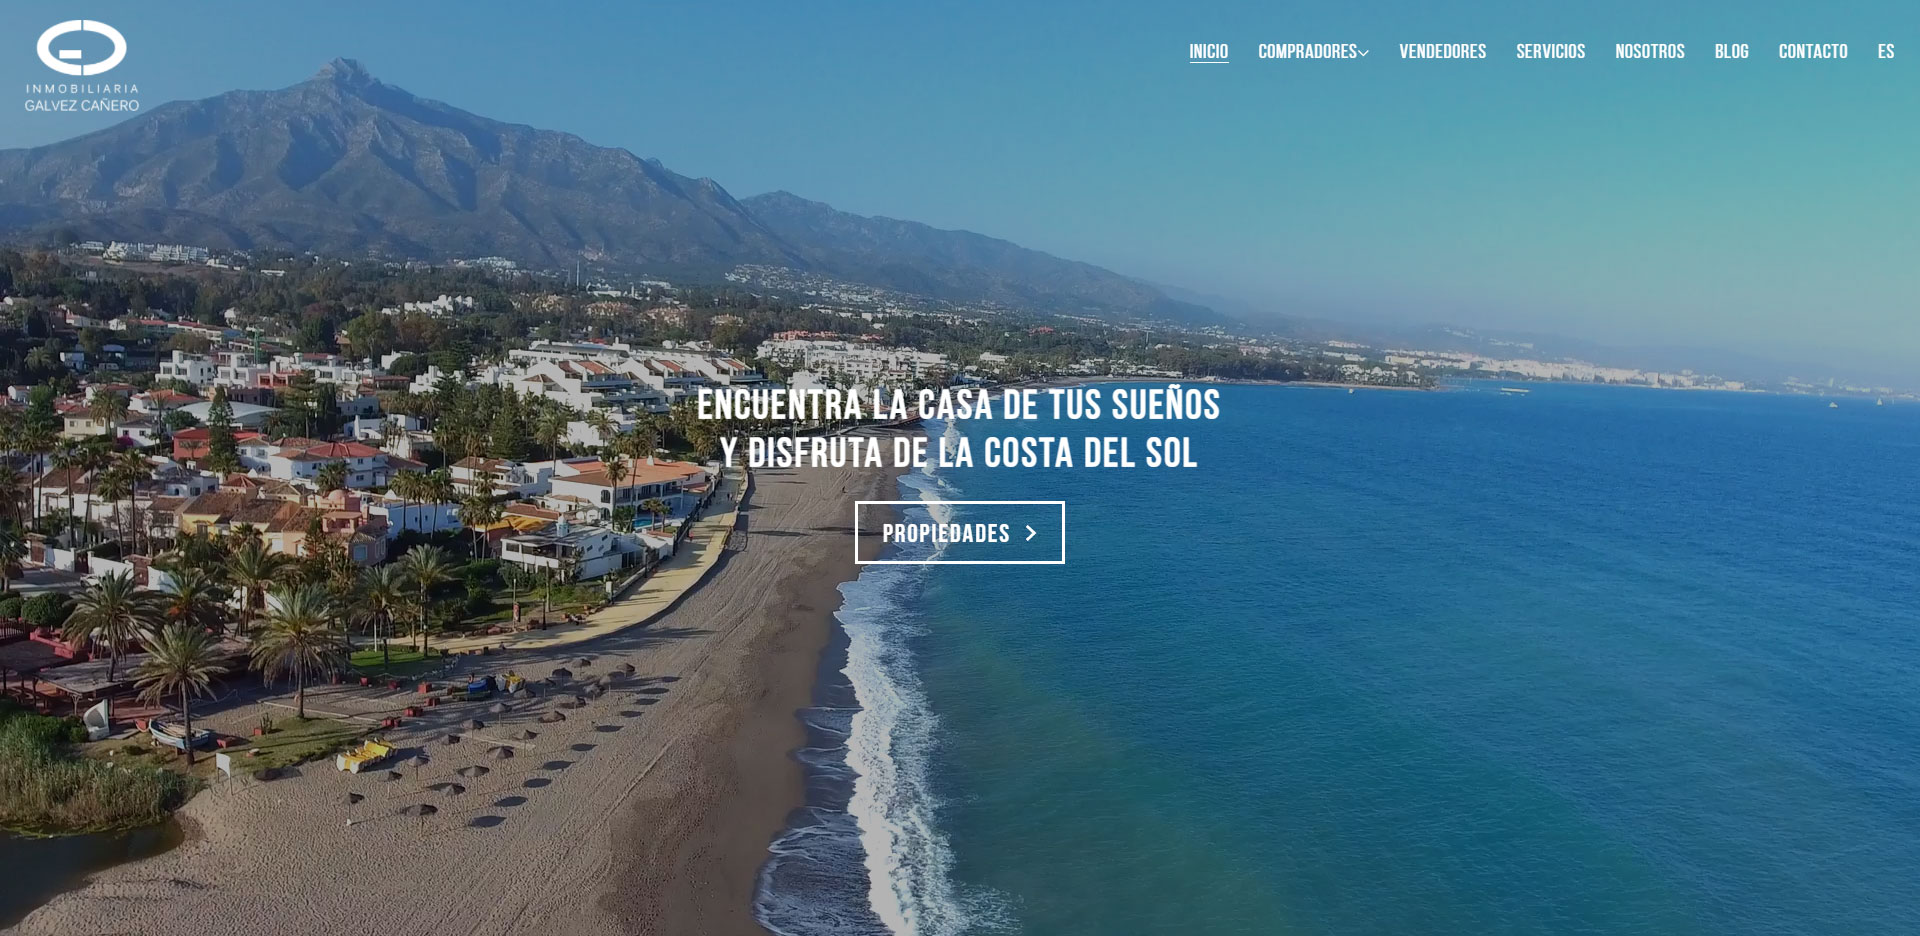 INMOBILIARIA
GALVEZ CAÑERO
INICIO COMPRADORES VENDEDORES SERVICIOS NOSOTROS BLOG CONTACTO ES
ENCUENTRA LA CASA DE TUS SUEÑOS
Y DISFRUTA DE LA COSTA DEL SOL
PROPIEDADES